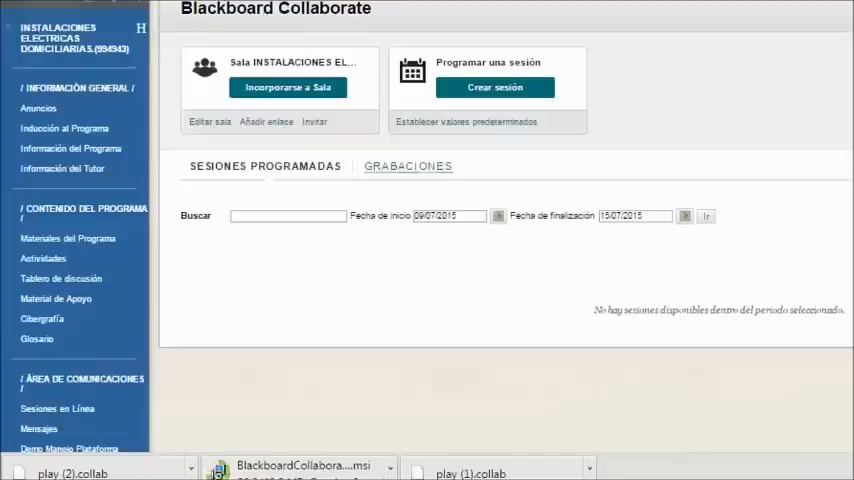 Blackboard Collaborate
INSTALACIONES
ELECTRICAS
DOMICILIARIAS.(994943)
H
/ INFORMACIÓN GENERAL /
Anuncios
Inducción al Programa
Información del Programa
Información del Tutor
/ CONTENIDO DEL PROGRAMA
/
Materiales del Programa
Actividades
Tablero de discusión
Material de Apoyo
Cibergrafía
Glosario
/ ÁREA DE COMUNICACIONES
/
Sesiones en Línea
Mensajes
Demo Manejo Plataforma
Sala INSTALACIONES EL...
Incorporarse a Sala
Editar sala Añadir enlace Invitar
Programar una sesión
Crear sesión
Establecer valores predeterminados
SESIONES PROGRAMADAS GRABACIONES
Buscar Fecha de inicio 09/07/2015 Fecha de finalización 15/07/2015 Ir
No hay sesiones disponibles dentro del periodo seleccionado.
play (2).collab
BlackboardCollabora....msi
play (1).collab